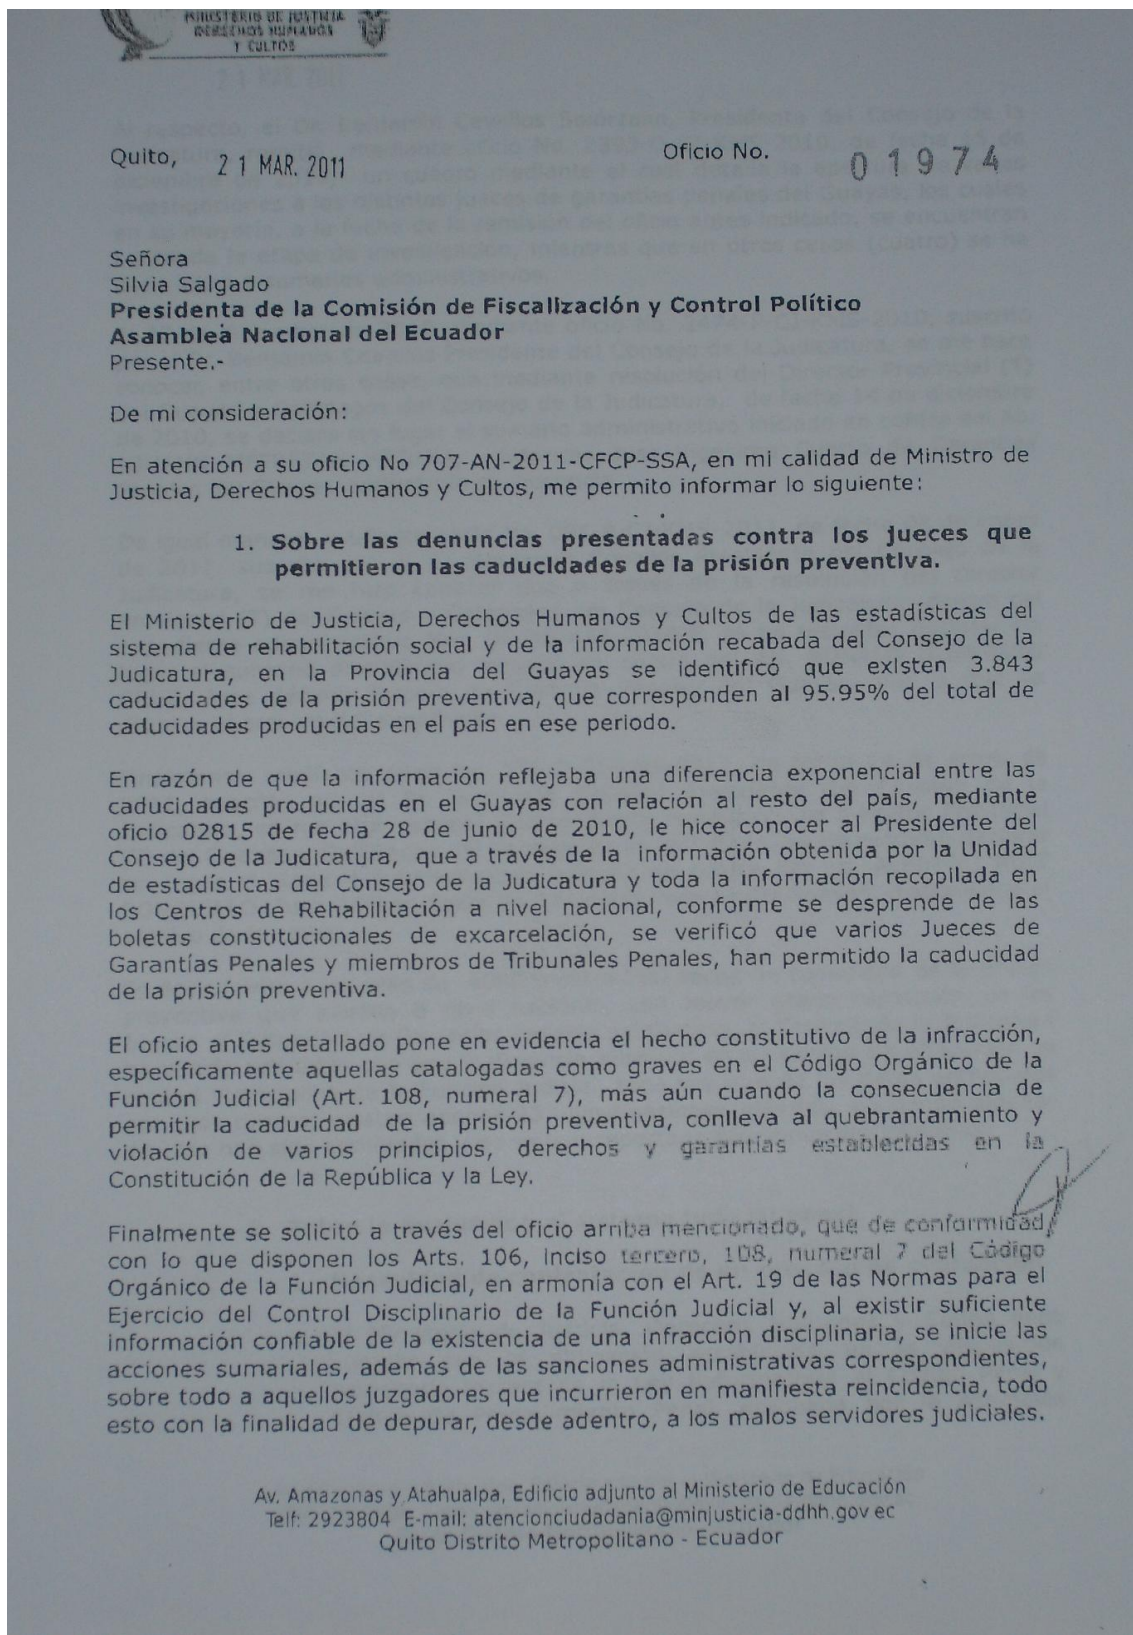 MINISTERIO DE JUSTICIA
DERECHOS HUMANOS
Y CULTOS
Quito, 21 MAR. 2011
Oficio No. 01974
Señora
Silvia Salgado
Presidenta de la Comisión de Fiscalización y Control Político
Asamblea Nacional del Ecuador
Presente.-
De mi consideración:
En atención a su oficio No 707-AN-2011-CFCP-SSA, en mi calidad de Ministro de
Justicia, Derechos Humanos y Cultos, me permito informar lo siguiente:
1. Sobre las denuncias presentadas contra los jueces que
permitieron las caducidades de la prisión preventiva.
El Ministerio de Justicia, Derechos Humanos y Cultos de las estadísticas del
sistema de rehabilitación social y de la información recabada del Consejo de la
Judicatura, en la Provincia del Guayas se identificó que existen 3.843
caducidades de la prisión preventiva, que corresponden al 95.95% del total de
caducidades producidas en el país en ese periodo.
En razón de que la información reflejaba una diferencia exponencial entre las
caducidades producidas en el Guayas con relación al resto del país, mediante
oficio 02815 de fecha 28 de junio de 2010, le hice conocer al Presidente del
Consejo de la Judicatura, que a través de la información obtenida por la Unidad
de estadísticas del Consejo de la Judicatura y toda la información recopilada en
los Centros de Rehabilitación a nivel nacional, conforme se desprende de las
boletas constitucionales de excarcelación, se verificó que varios Jueces de
Garantías Penales y miembros de Tribunales Penales, han permitido la caducidad
de la prisión preventiva.
El oficio antes detallado pone en evidencia el hecho constitutivo de la infracción,
específicamente aquellas catalogadas como graves en el Código Orgánico de la
Función Judicial (Art. 108, numeral 7), más aún cuando la consecuencia de
permitir la caducidad de la prisión preventiva, conlleva al quebrantamiento y
violación de varios principios, derechos y garantías establecidas en la
Constitución de la República y la Ley.
Finalmente se solicitó a través del oficio arriba mencionado, que de conformidad
con lo que disponen los Arts. 106, inciso tercero, 108, numeral 7 del Código
Orgánico de la Función Judicial, en armonía con el Art. 19 de las Normas para el
Ejercicio del Control Disciplinario de la Función Judicial y, al existir suficiente
información confiable de la existencia de una infracción disciplinaria, se inicie las
acciones sumariales, además de las sanciones administrativas correspondientes,
sobre todo a aquellos juzgadores que incurrieron en manifiesta reincidencia, todo
esto con la finalidad de depurar, desde adentro, a los malos servidores judiciales.
Av. Amazonas y Atahualpa, Edificio adjunto al Ministerio de Educación
Telf: 2923804 E-mail: atencionciudadania@minjusticia-ddhh.gov ec
Quito Distrito Metropolitano - Ecuador